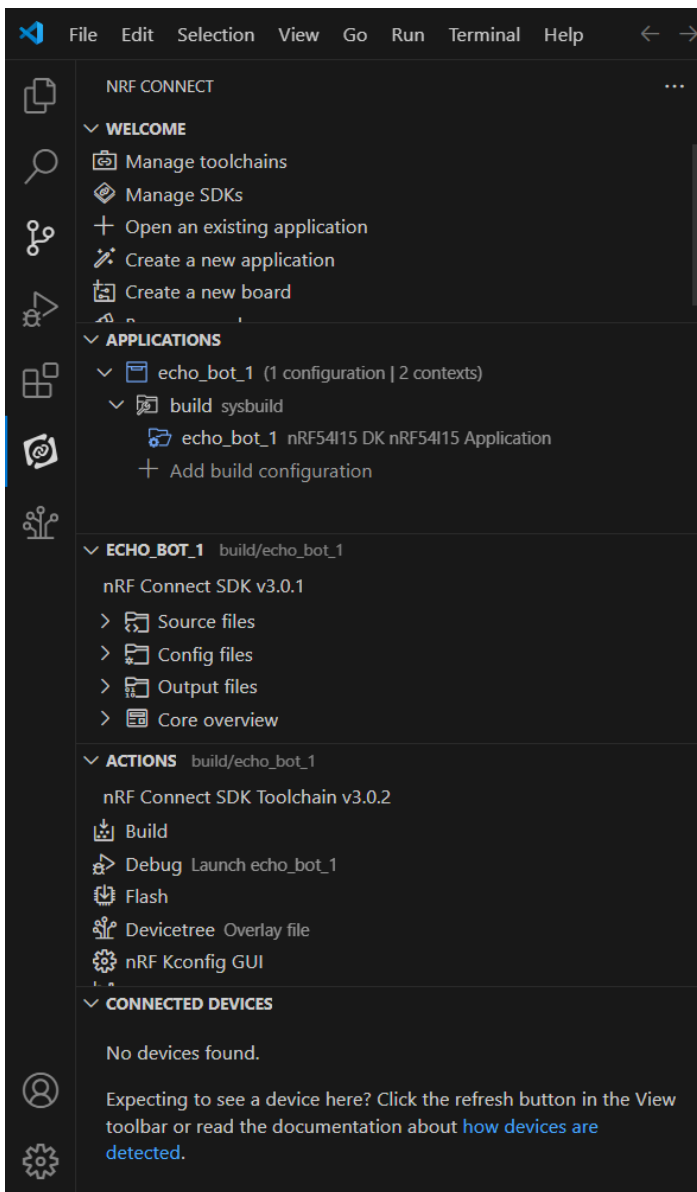 File Edit Selection View Go Run Terminal Help
NRF CONNECT
WELCOME
Manage toolchains
Manage SDKs
Open an existing application
Create a new application
Create a new board
APPLICATIONS
echo_bot_1 (1 configuration | 2 contexts)
build sysbuild
echo_bot_1 nRF54l15 DK nRF54l15 Application
Add build configuration
ECHO_BOT_1 build/echo_bot_1
nRF Connect SDK v3.0.1
Source files
Config files
Output files
Core overview
ACTIONS build/echo_bot_1
nRF Connect SDK Toolchain v3.0.2
Build
Debug Launch echo_bot_1
Flash
Devicetree Overlay file
nRF Kconfig GUI
CONNECTED DEVICES
No devices found.
Expecting to see a device here? Click the refresh button in the View
toolbar or read the documentation about how devices are
detected.